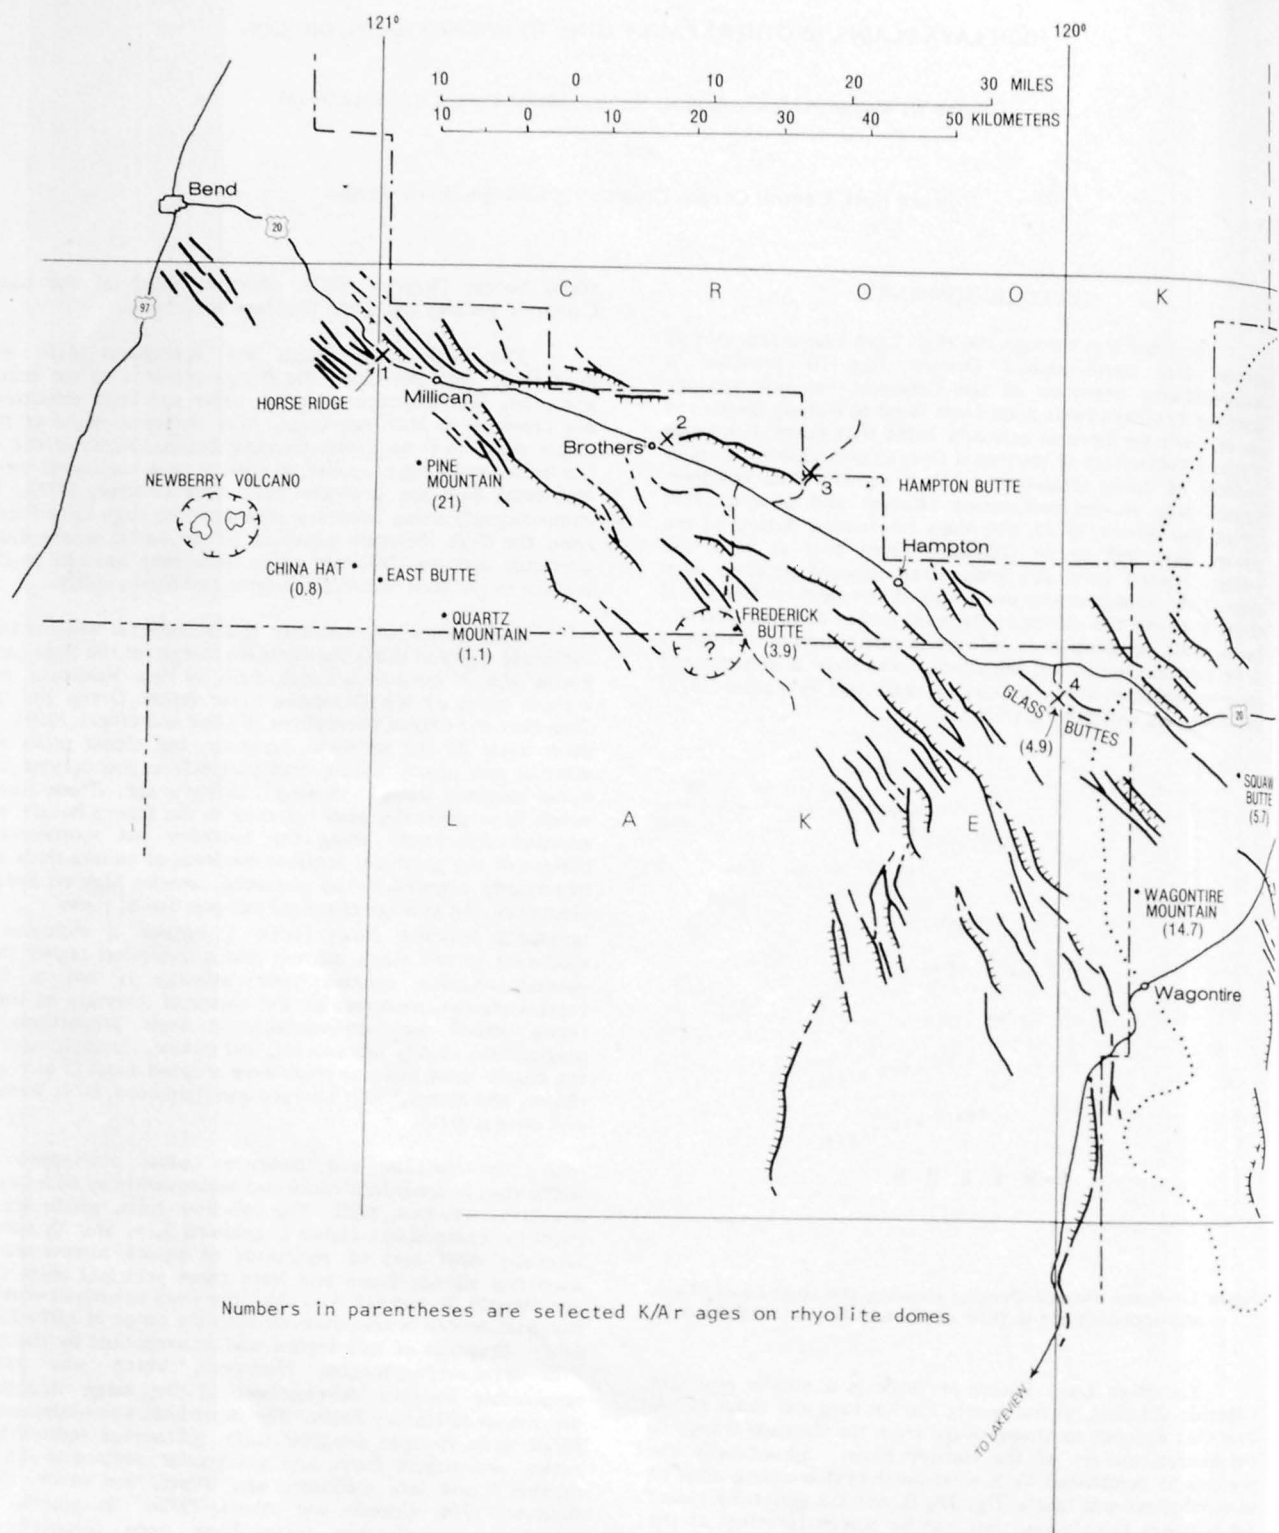 121⁰
120⁰
10 0 10 20 30 MILES
10 0 10 20 30 40 50 KILOMETERS
Bend
20
97
C R O O K
1
HORSE RIDGE
Millican
2
Brothers
3
PINE
MOUNTAIN
(21)
NEWBERRY VOLCANO
HAMPTON BUTTE
Hampton
CHINA HAT
(0.8)
EAST BUTTE
QUARTZ
MOUNTAIN
(1.1)
FREDERICK
BUTTE
(3.9)
?
4
GLASS BUTTES
(4.9)
20
SQUAW
BUTTE
(5.7)
L A K E
WAGONTIRE
MOUNTAIN
(14.7)
Wagontire
Numbers in parentheses are selected K/Ar ages on rhyolite domes
TO LAKEVIEW